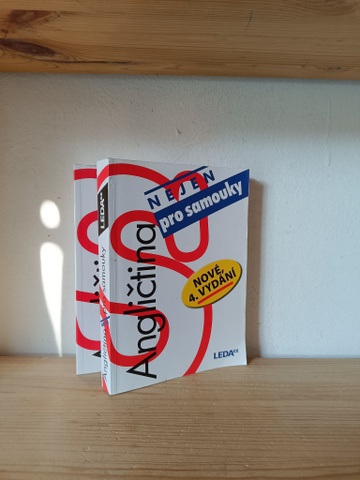 NEJEN
pro samouky
Angličtina
NOVÉ,
4. VYDÁNÍ
LEDA
LEDA
Angličtina pro samouky